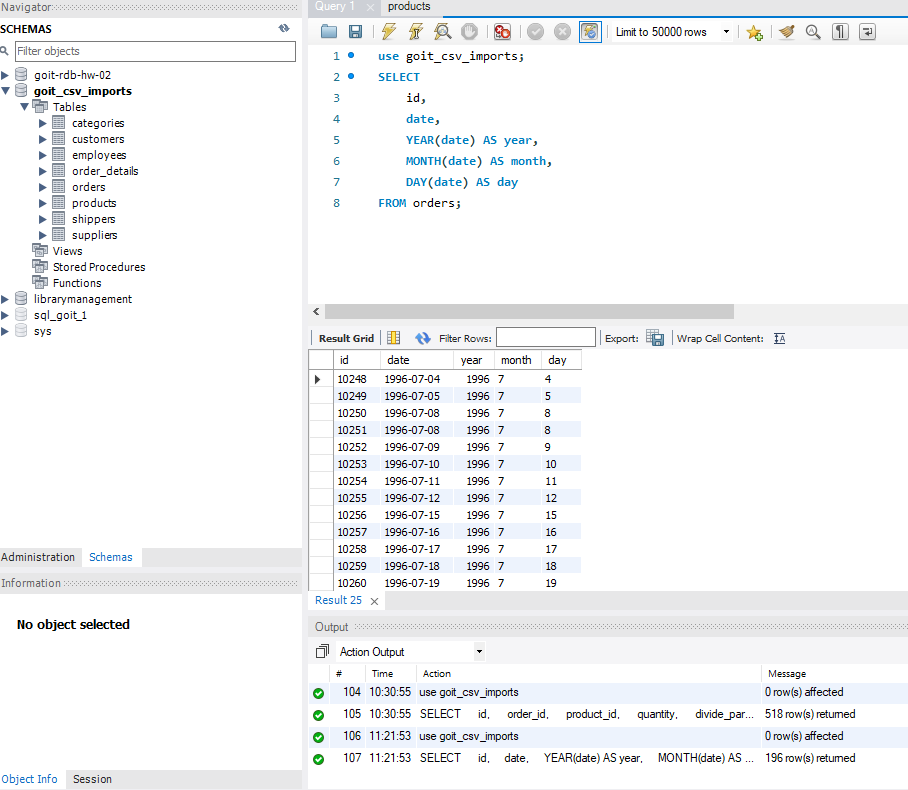 Navigator
SCHEMAS
Filter objects
goit-rdb-hw-02
goit_csv_imports
Tables
categories
customers
employees
order_details
orders
products
shippers
suppliers
Views
Stored Procedures
Functions
librarymanagement
sql_goit_1
sys
Administration Schemas
Information
No object selected
Object Info Session
Query 1 products
Limit to 50000 rows
1 use goit_csv_imports;
2 SELECT
3 id,
4 date,
5 YEAR(date) AS year,
6 MONTH(date) AS month,
7 DAY(date) AS day
8 FROM orders;
Result Grid Filter Rows: Export: Wrap Cell Content:
id date year month day
10248 1996-07-04 1996 7 4
10249 1996-07-05 1996 7 5
10250 1996-07-08 1996 7 8
10251 1996-07-08 1996 7 8
10252 1996-07-09 1996 7 9
10253 1996-07-10 1996 7 10
10254 1996-07-11 1996 7 11
10255 1996-07-12 1996 7 12
10256 1996-07-15 1996 7 15
10257 1996-07-16 1996 7 16
10258 1996-07-17 1996 7 17
10259 1996-07-18 1996 7 18
10260 1996-07-19 1996 7 19
Result 25
Output
Action Output
# Time Action Message
104 10:30:55 use goit_csv_imports 0 row(s) affected
105 10:30:55 SELECT id, order_id, product_id, quantity, divide_par... 518 row(s) returned
106 11:21:53 use goit_csv_imports 0 row(s) affected
107 11:21:53 SELECT id, date, YEAR(date) AS year, MONTH(date) AS ... 196 row(s) returned